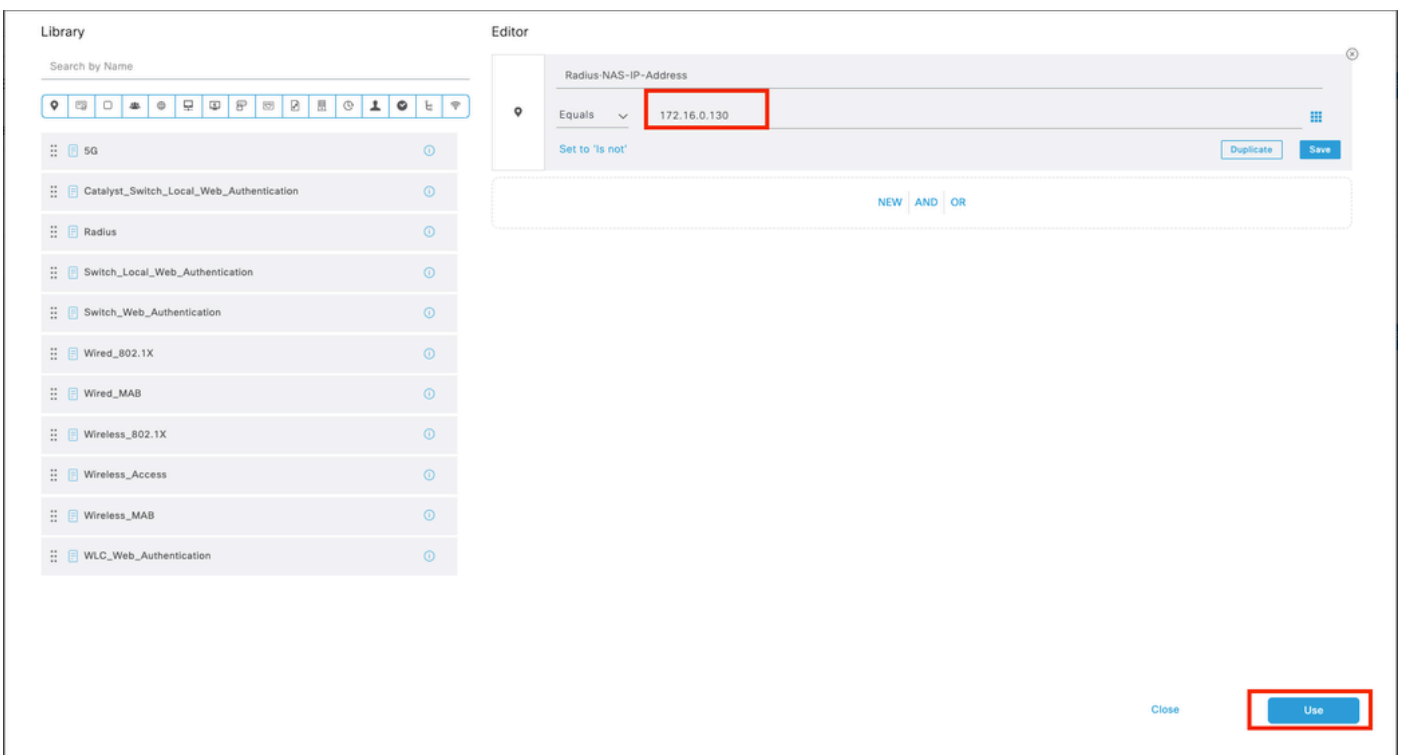 Library
Search by Name
5G
Catalyst_Switch_Local_Web_Authentication
Radius
Switch_Local_Web_Authentication
Switch_Web_Authentication
Wired_802.1X
Wired_MAB
Wireless_802.1X
Wireless_Access
Wireless_MAB
WLC_Web_Authentication
Editor
Radius·NAS-IP-Address
Equals 172.16.0.130
Set to 'Is not' Duplicate Save
NEW AND OR
Close Use